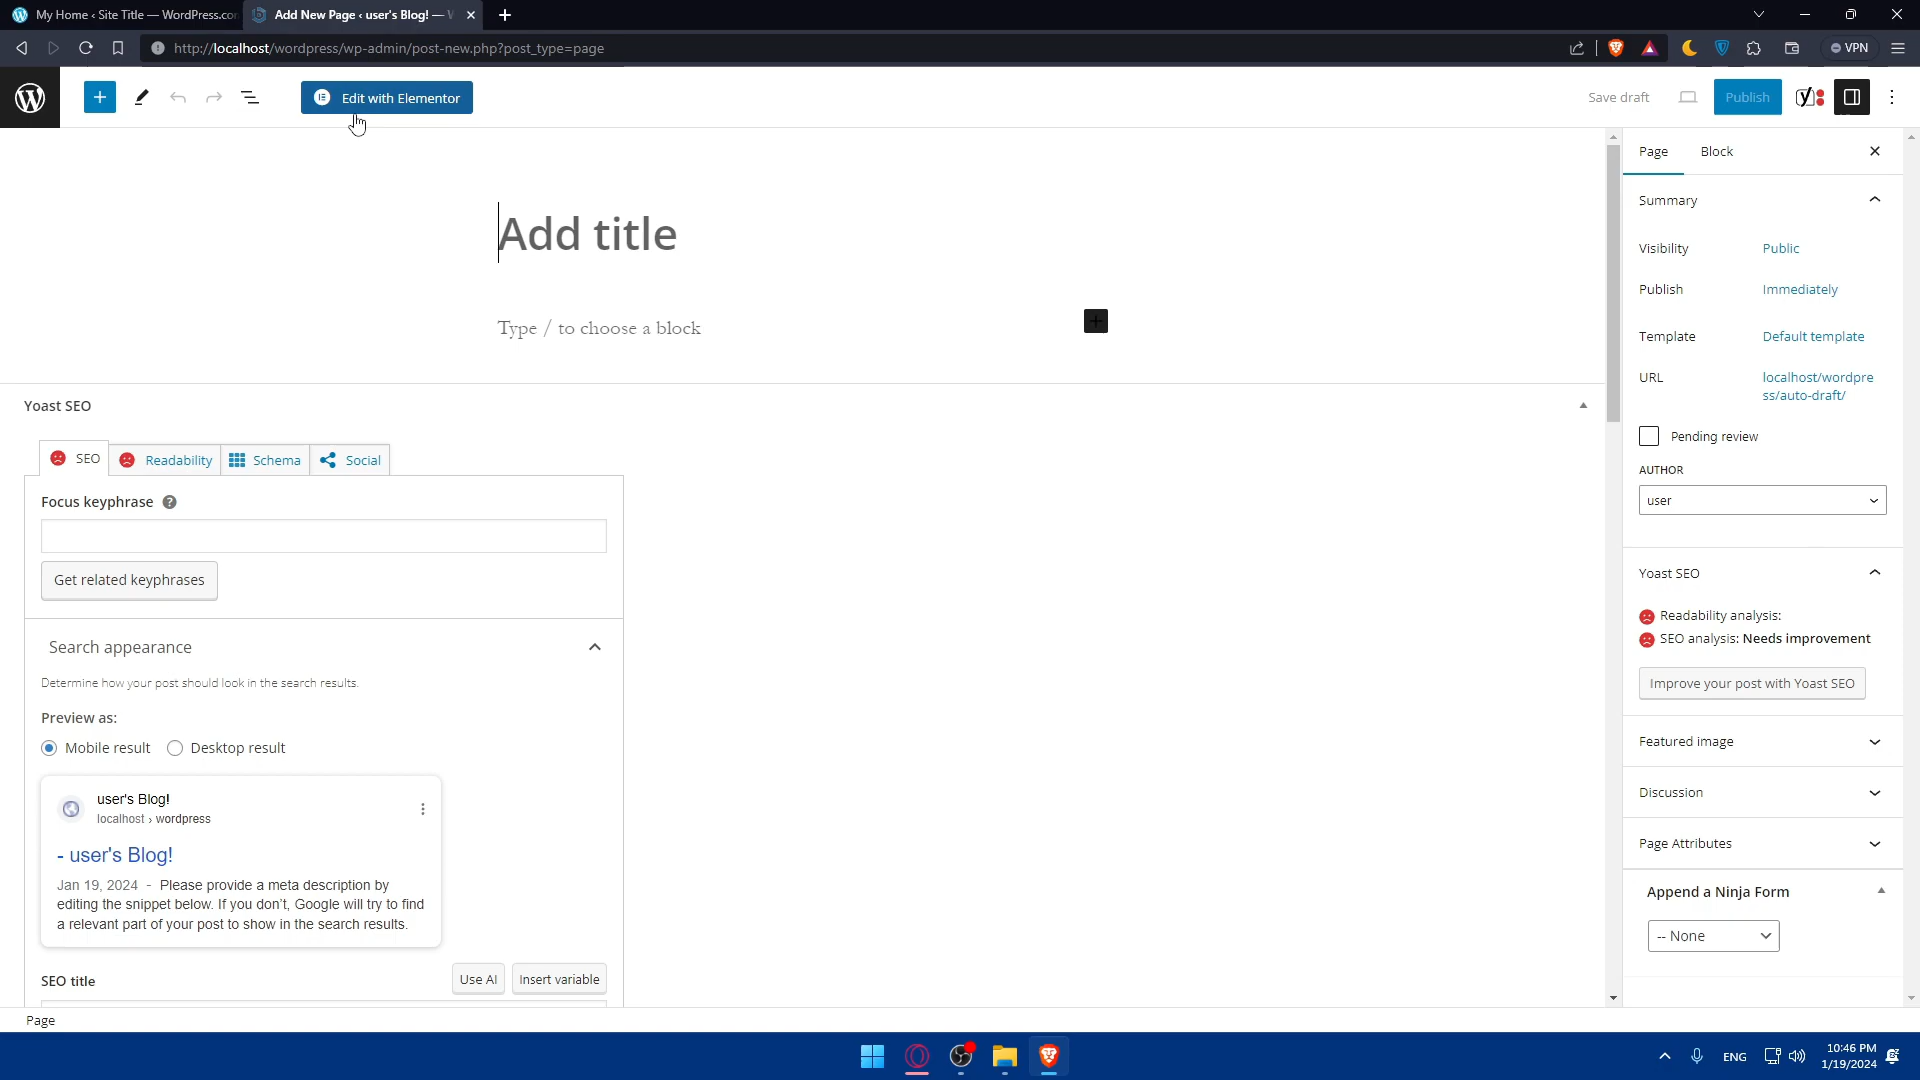 My Home ‹ Site Title — WordPress.co
Add New Page ‹ user's Blog! —
http://localhost/wordpress/wp-admin/post-new.php?post_type=page
VPN
Edit with Elementor
Save draft
Publish
Add title
Type / to choose a block
Page
Block
Summary
Visibility
Public
Publish
Immediately
Template
Default template
URL
localhost/wordpre
ss/auto-draft/
Pending review
AUTHOR
user
Yoast SEO
Readability analysis:
SEO analysis: Needs improvement
Improve your post with Yoast SEO
Featured image
Discussion
Page Attributes
Append a Ninja Form
-- None
Yoast SEO
SEO
Readability
Schema
Social
Focus keyphrase
Get related keyphrases
Search appearance
Determine how your post should look in the search results.
Preview as:
Mobile result
Desktop result
user's Blog!
localhost › wordpress
- user's Blog!
Jan 19, 2024 - Please provide a meta description by
editing the snippet below. If you don't, Google will try to find
a relevant part of your post to show in the search results.
SEO title
Use AI
Insert variable
Page
ENG
10:46 PM
1/19/2024